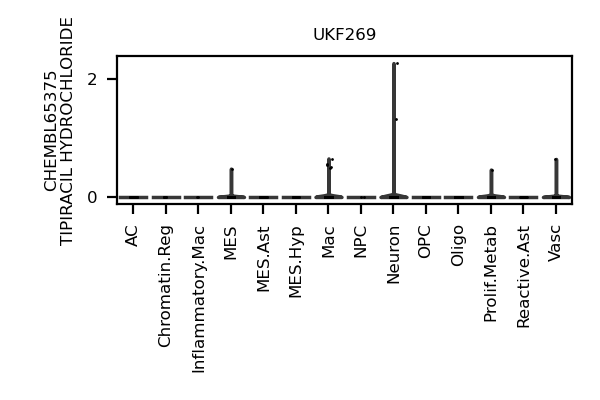 UKF269
CHEMBL65375
TIPIRACIL HYDROCHLORIDE
2
0
AC
Chromatin.Reg
Inflammatory.Mac
MES
MES.Ast
MES.Hyp
Mac
NPC
Neuron
OPC
Oligo
Prolif.Metab
Reactive.Ast
Vasc